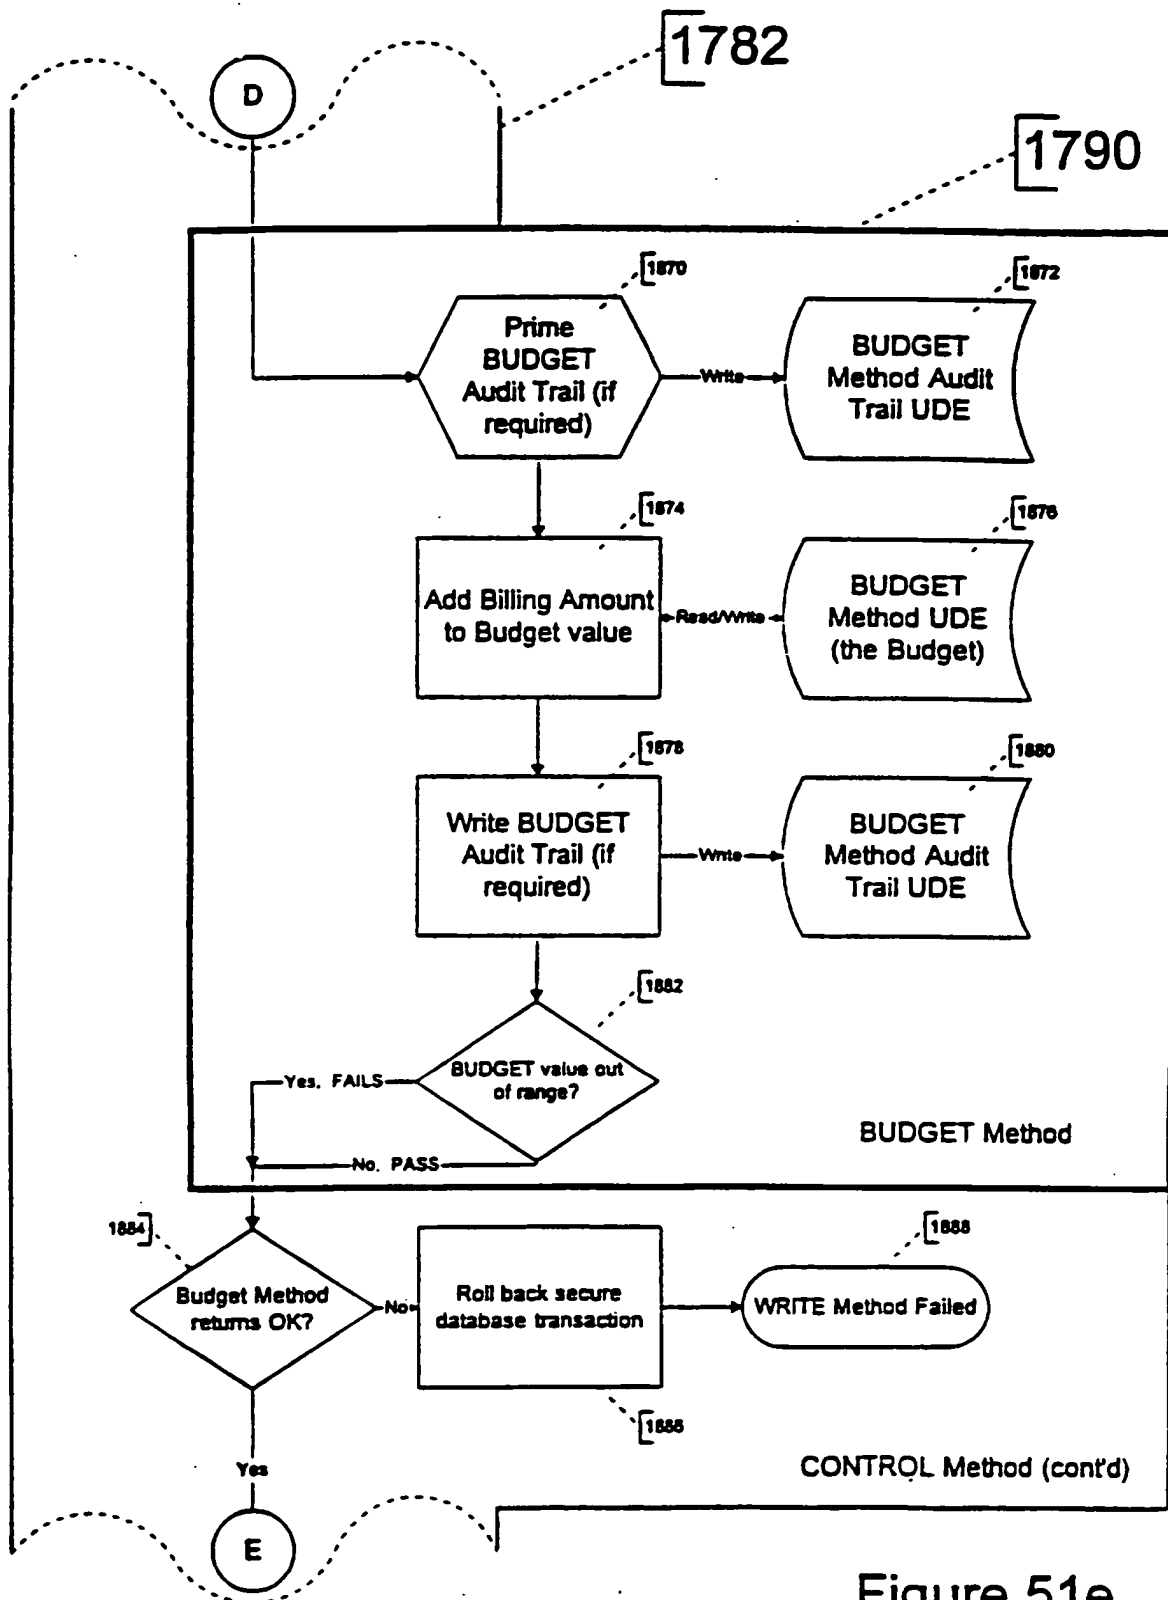 1782
D
1790
1870
1872
Prime
BUDGET
Audit Trail (if
required)
Write
BUDGET
Method Audit
Trail UDE
1874
1876
Add Billing Amount
to Budget value
Read/Write
BUDGET
Method UDE
(the Budget)
1878
1880
Write BUDGET
Audit Trail (if
required)
Write
BUDGET
Method Audit
Trail UDE
1882
BUDGET value out
of range?
Yes, FAILS
No, PASS
BUDGET Method
1884
1888
Budget Method
returns OK?
No
Roll back secure
database transaction
WRITE Method Failed
1886
Yes
CONTROL Method (cont'd)
E
Figure 51e